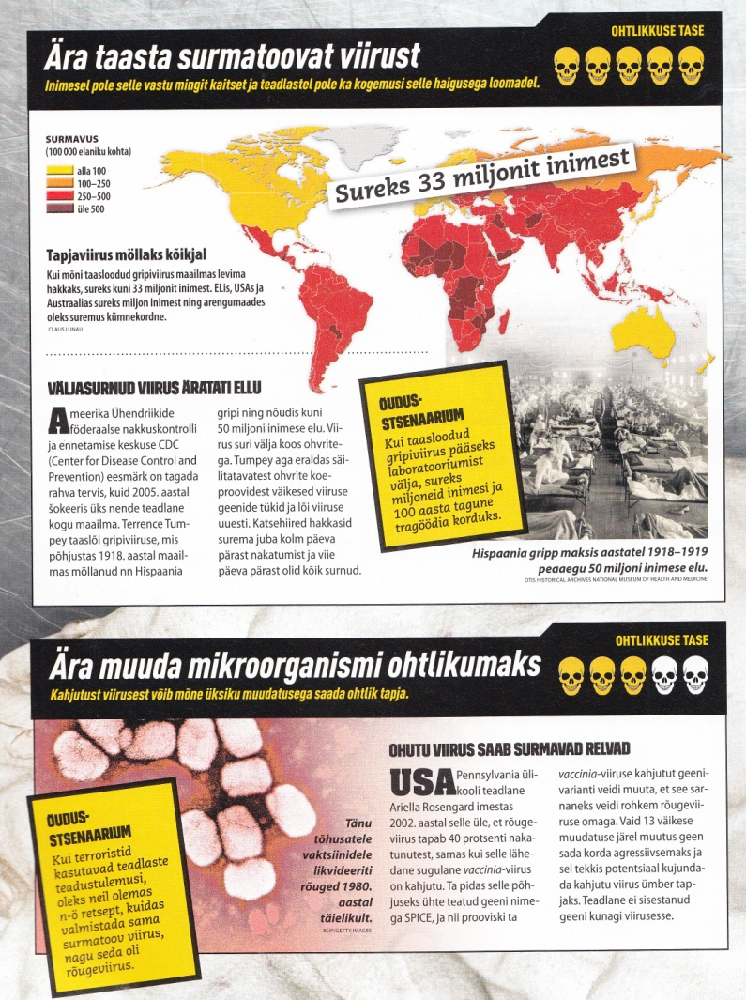 OHTLIKKUSE TASE
Ära taasta surmatoovat viirust
Inimesel pole selle vastu mingit kaitset ja teadlastel pole ka kogemusi selle haigusega loomadel.
SURMAVUS
(100 000 elaniku kohta)
alla 100
100–250
250–500
üle 500
Sureks 33 miljonit inimest
Tapjaviirus möllaks kõikjal
Kui mõni taasloodud gripiviirus maailmas levima
hakkaks, sureks kuni 33 miljonit inimest. ELis, USAs ja
Austraalias sureks miljon inimest ning arengumaades
oleks suremus kümnekordne.
CLAUS LUNAU
VÄLJASURNUD VIIRUS ÄRATATI ELLU
Ameerika Ühendriikide
föderaalse nakkuskontrolli
ja ennetamise keskuse CDC
(Center for Disease Control and
Prevention) eesmärk on tagada
rahva tervis, kuid 2005. aastal
šokeeris üks nende teadlane
kogu maailma. Terrence Tum-
pey taaslõi gripiviiruse, mis
põhjustas 1918. aastal maail-
mas möllanud nn Hispaania
gripi ning nõudis kuni
50 miljoni inimese elu. Vii-
rus suri välja koos ohvrite-
ga. Tumpey aga eraldas säi-
litatavatest ohvrite koe-
proovidest väikesed viiruse
geenide tükid ja lõi viiruse
uuesti. Katsehiired hakkasid
surema juba kolm päeva
pärast nakatumist ja viie
päeva pärast olid kõik surnud.
ÕUDUS-
STSENAARIUM
Kui taasloodud
gripiviirus pääseks
laboratooriumist
välja, sureks
miljoneid inimesi ja
100 aasta tagune
tragöödia korduks.
Hispaania gripp maksis aastatel 1918–1919
peaaegu 50 miljoni inimese elu.
OTIS HISTORICAL ARCHIVES NATIONAL MUSEUM OF HEALTH AND MEDICINE
OHTLIKKUSE TASE
Ära muuda mikroorganismi ohtlikumaks
Kahjutust viirusest võib mõne üksiku muudatusega saada ohtlik tapja.
ÕUDUS-
STSENAARIUM
Kui terroristid
kasutavad teadlaste
teadustulemusi,
oleks neil olemas
n-ö retsept, kuidas
valmistada sama
surmatoov viirus,
nagu seda oli
rõugeviirus.
Tänu
tõhusatele
vaktsiinidele
likvideeriti
rõuged 1980.
aastal
täielikult.
BSIP/GETTY IMAGES
OHUTU VIIRUS SAAB SURMAVAD RELVAD
USA Pennsylvania üli-
kooli teadlane
Ariella Rosengard imestas
2002. aastal selle üle, et rõuge-
viirus tapab 40 protsenti naka-
tunutest, samas kui selle lähe-
dane sugulane vaccinia-viirus
on kahjutu. Ta pidas selle põh-
juseks ühte teatud geeni nime-
ga SPICE, ja nii prooviski ta
vaccinia-viiruse kahjutut geeni-
varianti veidi muuta, et see sar-
naneks veidi rohkem rõugevii-
ruse omaga. Vaid 13 väikese
muudatuse järel muutus geen
sada korda agressiivsemaks ja
sel tekkis potentsiaal kujunda-
da kahjutu viirus ümber tap-
jaks. Teadlane ei sisestanud
geeni kunagi viirusesse.